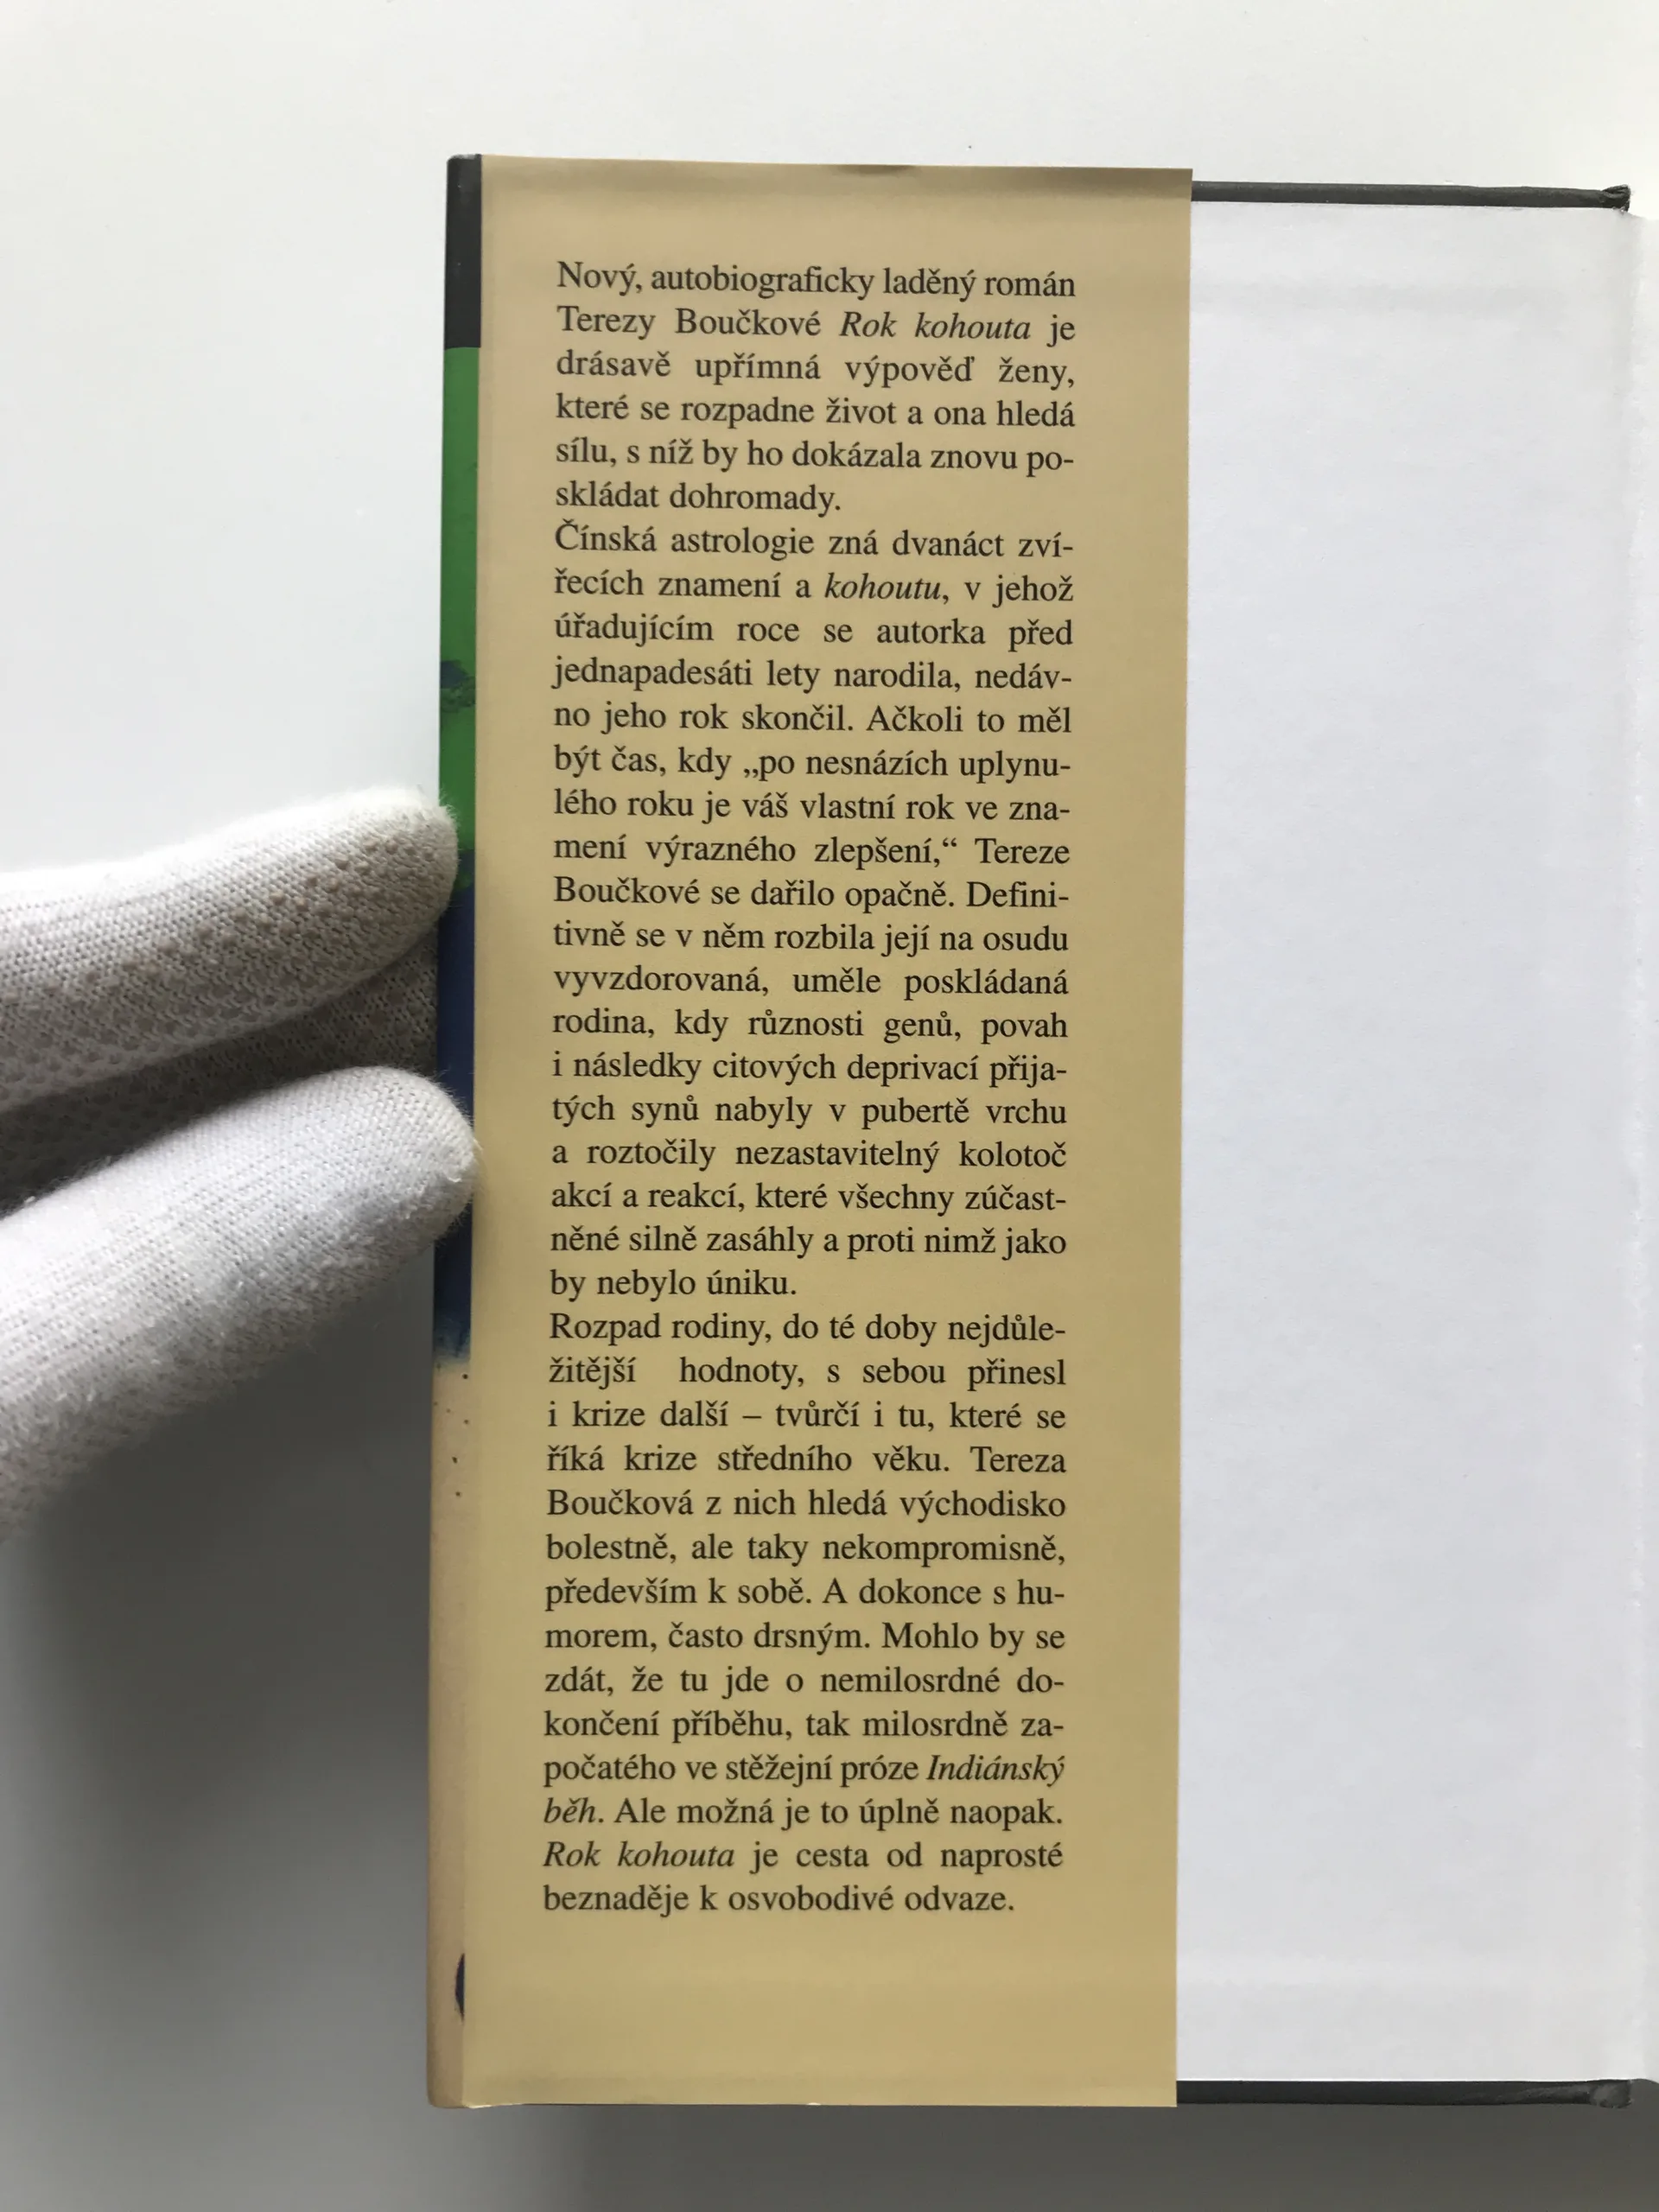 Nový, autobiograficky laděný román
Terezy Boučkové Rok kohouta je
drásavě upřímná výpověď ženy,
které se rozpadne život a ona hledá
sílu, s níž by ho dokázala znovu po-
skládat dohromady.
Čínská astrologie zná dvanáct zví-
řecích znamení a kohoutu, v jehož
úřadujícím roce se autorka před
jednapadesáti lety narodila, nedáv-
no jeho rok skončil. Ačkoli to měl
být čas, kdy „po nesnázích uplynu-
lého roku je váš vlastní rok ve zna-
mení výrazného zlepšení,“ Tereze
Boučkové se dařilo opačně. Defini-
tivně se v něm rozbila její na osudu
vyvzdorovaná, uměle poskládaná
rodina, kdy různosti genů, povah
i následky citových deprivací přija-
tých synů nabyly v pubertě vrchu
a roztočily nezastavitelný kolotoč
akcí a reakcí, které všechny zúčast-
něné silně zasáhly a proti nimž jako
by nebylo úniku.
Rozpad rodiny, do té doby nejdůle-
žitější hodnoty, s sebou přinesl
i krize další – tvůrčí i tu, které se
říká krize středního věku. Tereza
Boučková z nich hledá východisko
bolestně, ale taky nekompromisně,
především k sobě. A dokonce s hu-
morem, často drsným. Mohlo by se
zdát, že tu jde o nemilosrdné do-
končení příběhu, tak milosrdně za-
počatého ve stěžejní próze Indiánský
běh. Ale možná je to úplně naopak.
Rok kohouta je cesta od naprosté
beznaděje k osvobodivé odvaze.